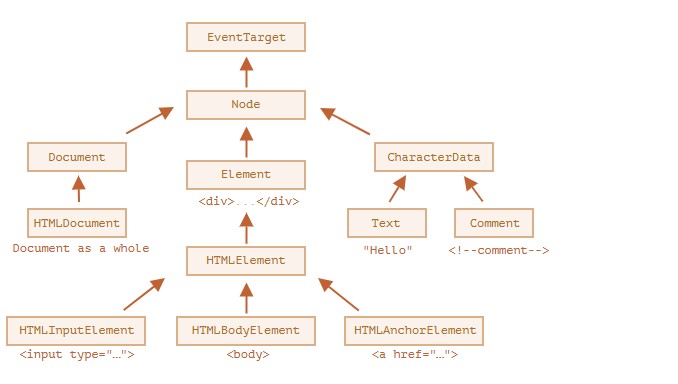 EventTarget
Node
Document
Element
CharacterData
<div>...</div>
HTMLDocument
Text
Comment
Document as a whole
"Hello"
<!--comment-->
HTMLElement
HTMLInputElement
HTMLBodyElement
HTMLAnchorElement
<input type="…">
<body>
<a href="…">